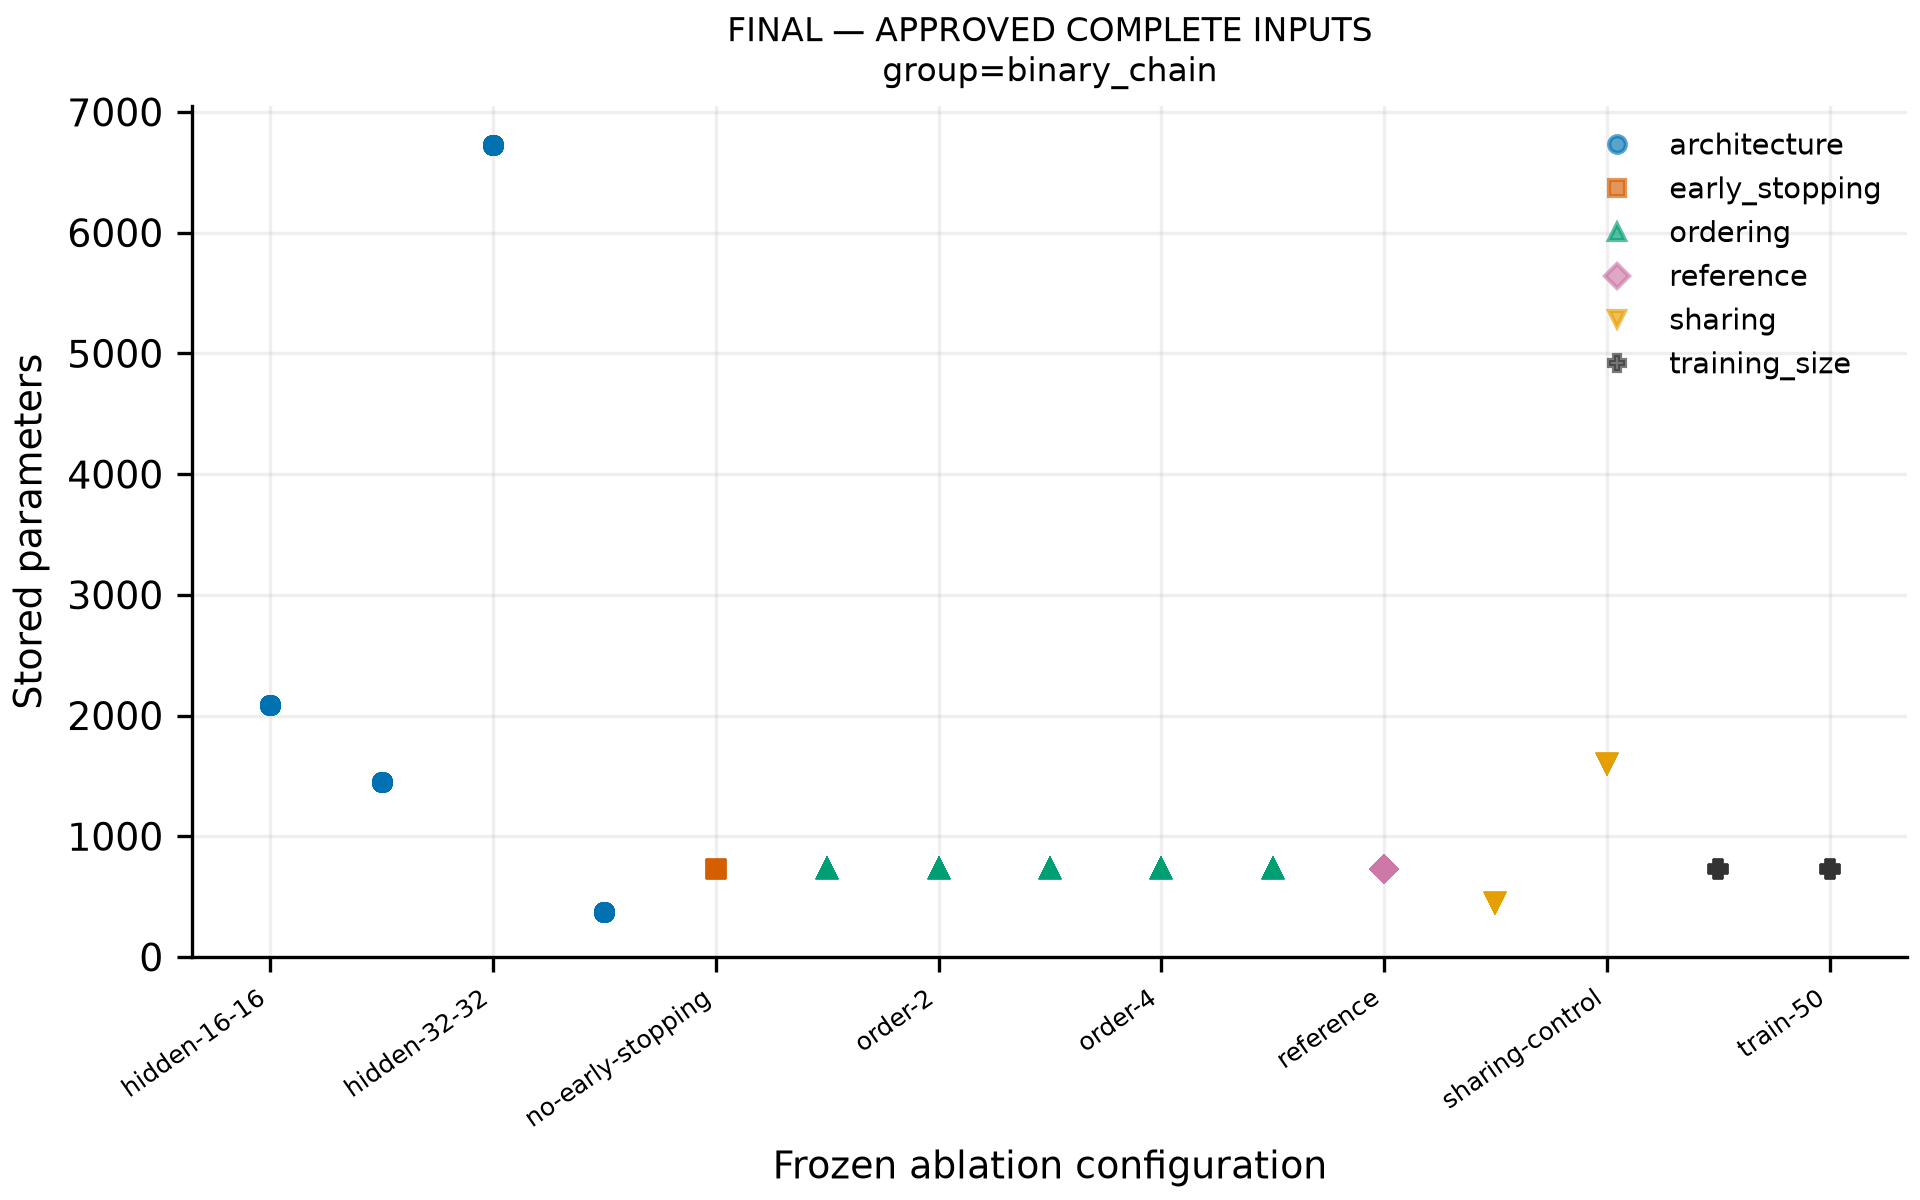 FINAL — APPROVED COMPLETE INPUTS
group=binary_chain
Stored parameters
7000
6000
5000
4000
3000
2000
1000
0
architecture
early_stopping
ordering
reference
sharing
training_size
hidden-16-16
hidden-32-32
no-early-stopping
order-2
order-4
reference
sharing-control
train-50
Frozen ablation configuration